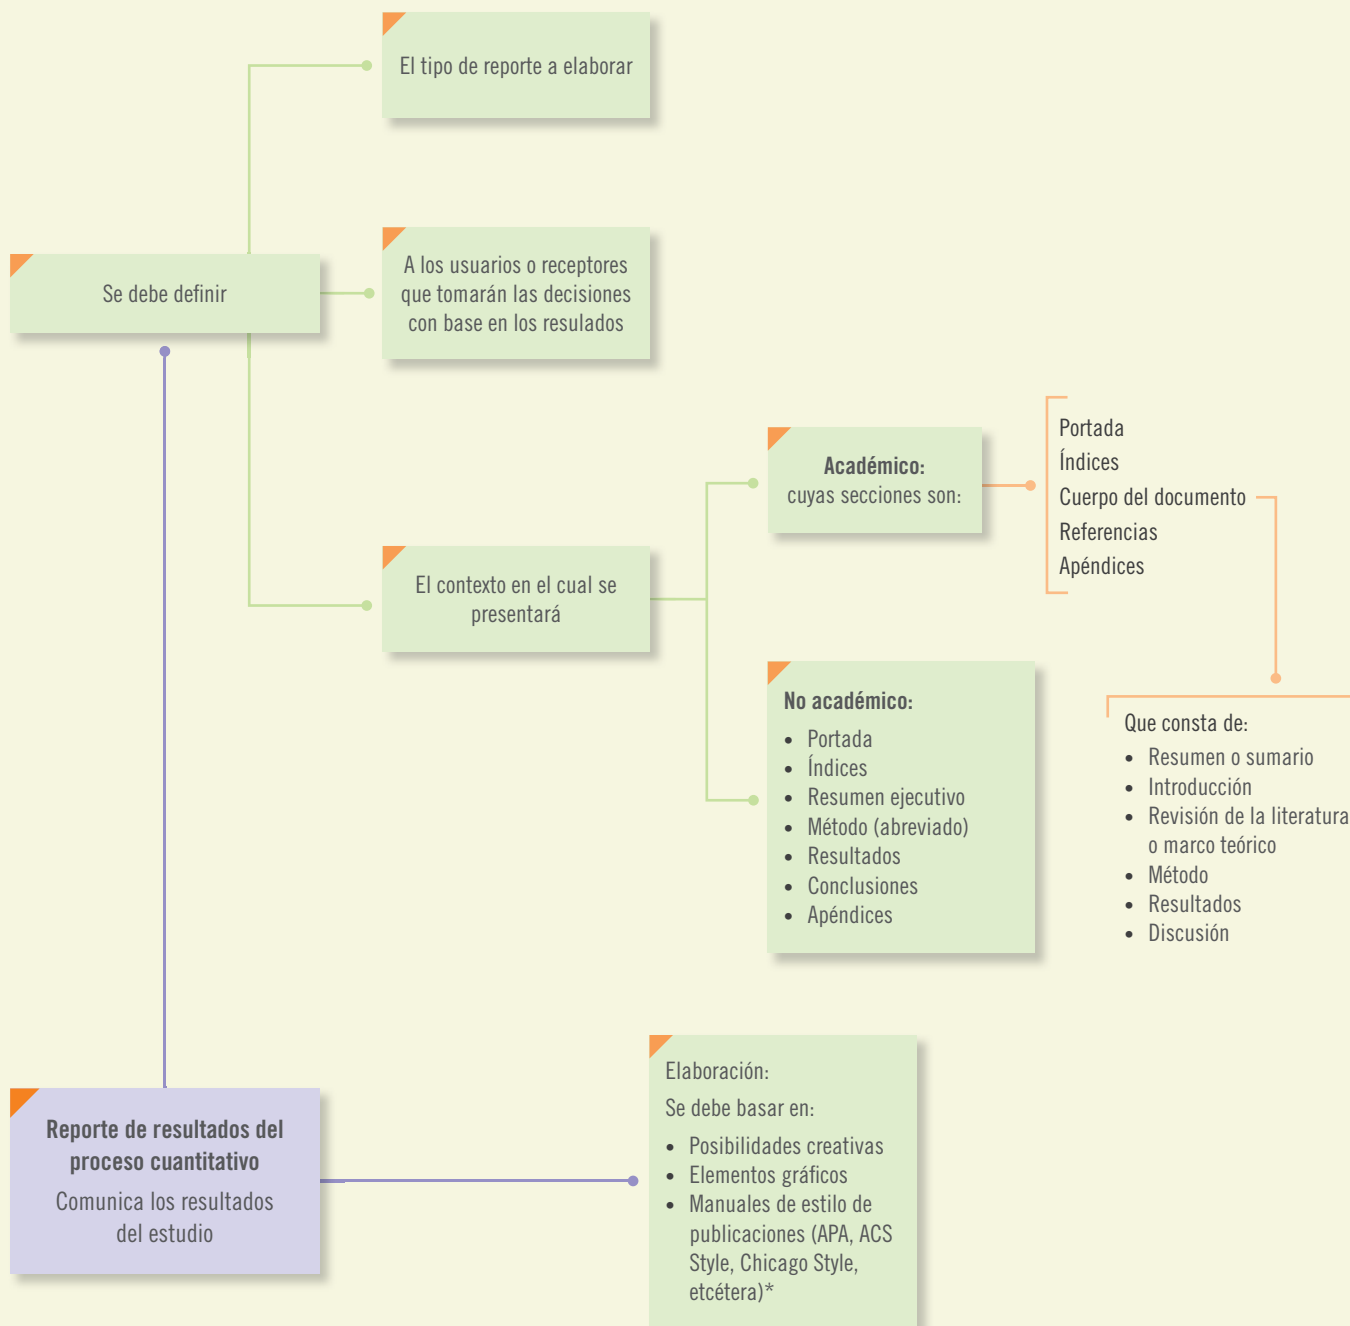 El tipo de reporte a elaborar
Se debe definir
A los usuarios o receptores
que tomarán las decisiones
con base en los resulados
El contexto en el cual se
presentará
Académico:
cuyas secciones son:
Portada
Índices
Cuerpo del documento
Referencias
Apéndices
No académico:
• Portada
• Índices
• Resumen ejecutivo
• Método (abreviado)
• Resultados
• Conclusiones
• Apéndices
Que consta de:
• Resumen o sumario
• Introducción
• Revisión de la literatura
o marco teórico
• Método
• Resultados
• Discusión
Reporte de resultados del
proceso cuantitativo
Comunica los resultados
del estudio
Elaboración:
Se debe basar en:
• Posibilidades creativas
• Elementos gráficos
• Manuales de estilo de
publicaciones (APA, ACS
Style, Chicago Style,
etcétera)*